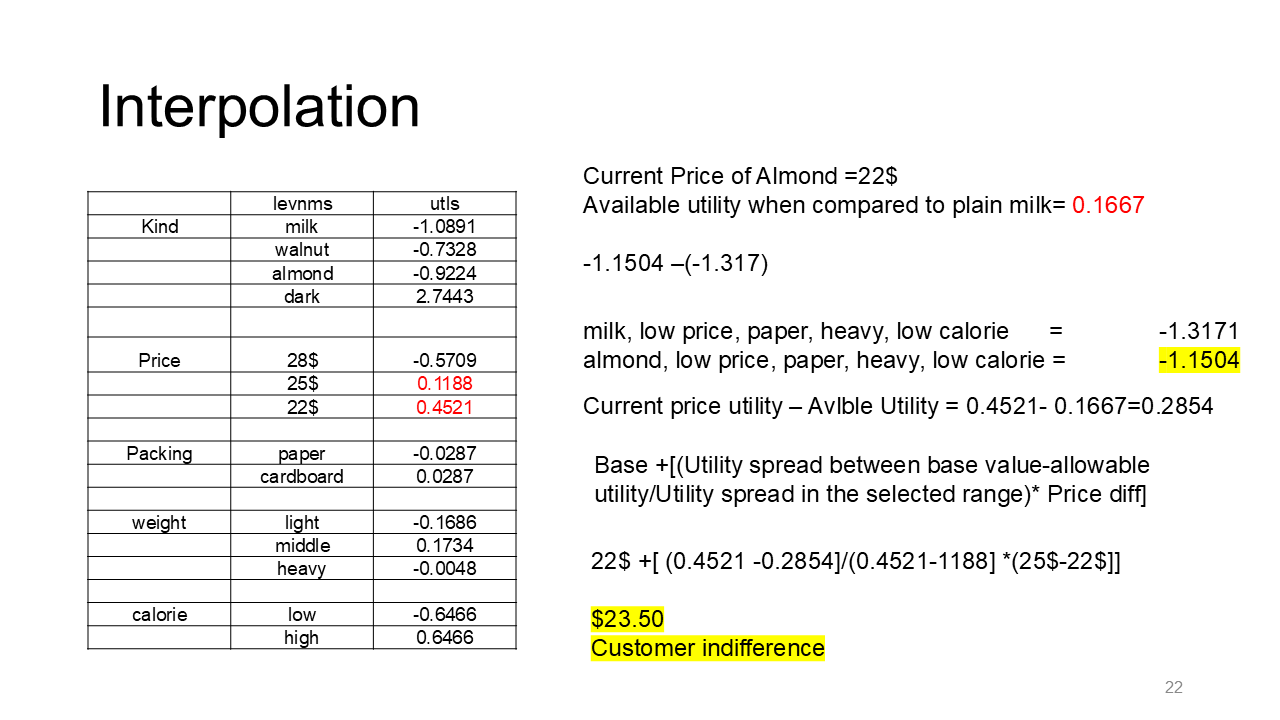 Interpolation
levnms utls
Kind milk -1.0891
walnut -0.7328
almond -0.9224
dark 2.7443
Price 28$ -0.5709
25$ 0.1188
22$ 0.4521
Packing paper -0.0287
cardboard 0.0287
weight light -0.1686
middle 0.1734
heavy -0.0048
calorie low -0.6466
high 0.6466
Current Price of Almond =22$
Available utility when compared to plain milk= 0.1667
-1.1504 –(-1.317)
milk, low price, paper, heavy, low calorie = -1.3171
almond, low price, paper, heavy, low calorie = -1.1504
Current price utility – Avlble Utility = 0.4521- 0.1667=0.2854
Base +[(Utility spread between base value-allowable
utility/Utility spread in the selected range)* Price diff]
22$ +[ (0.4521 -0.2854]/(0.4521-1188] *(25$-22$]]
$23.50
Customer indifference
22